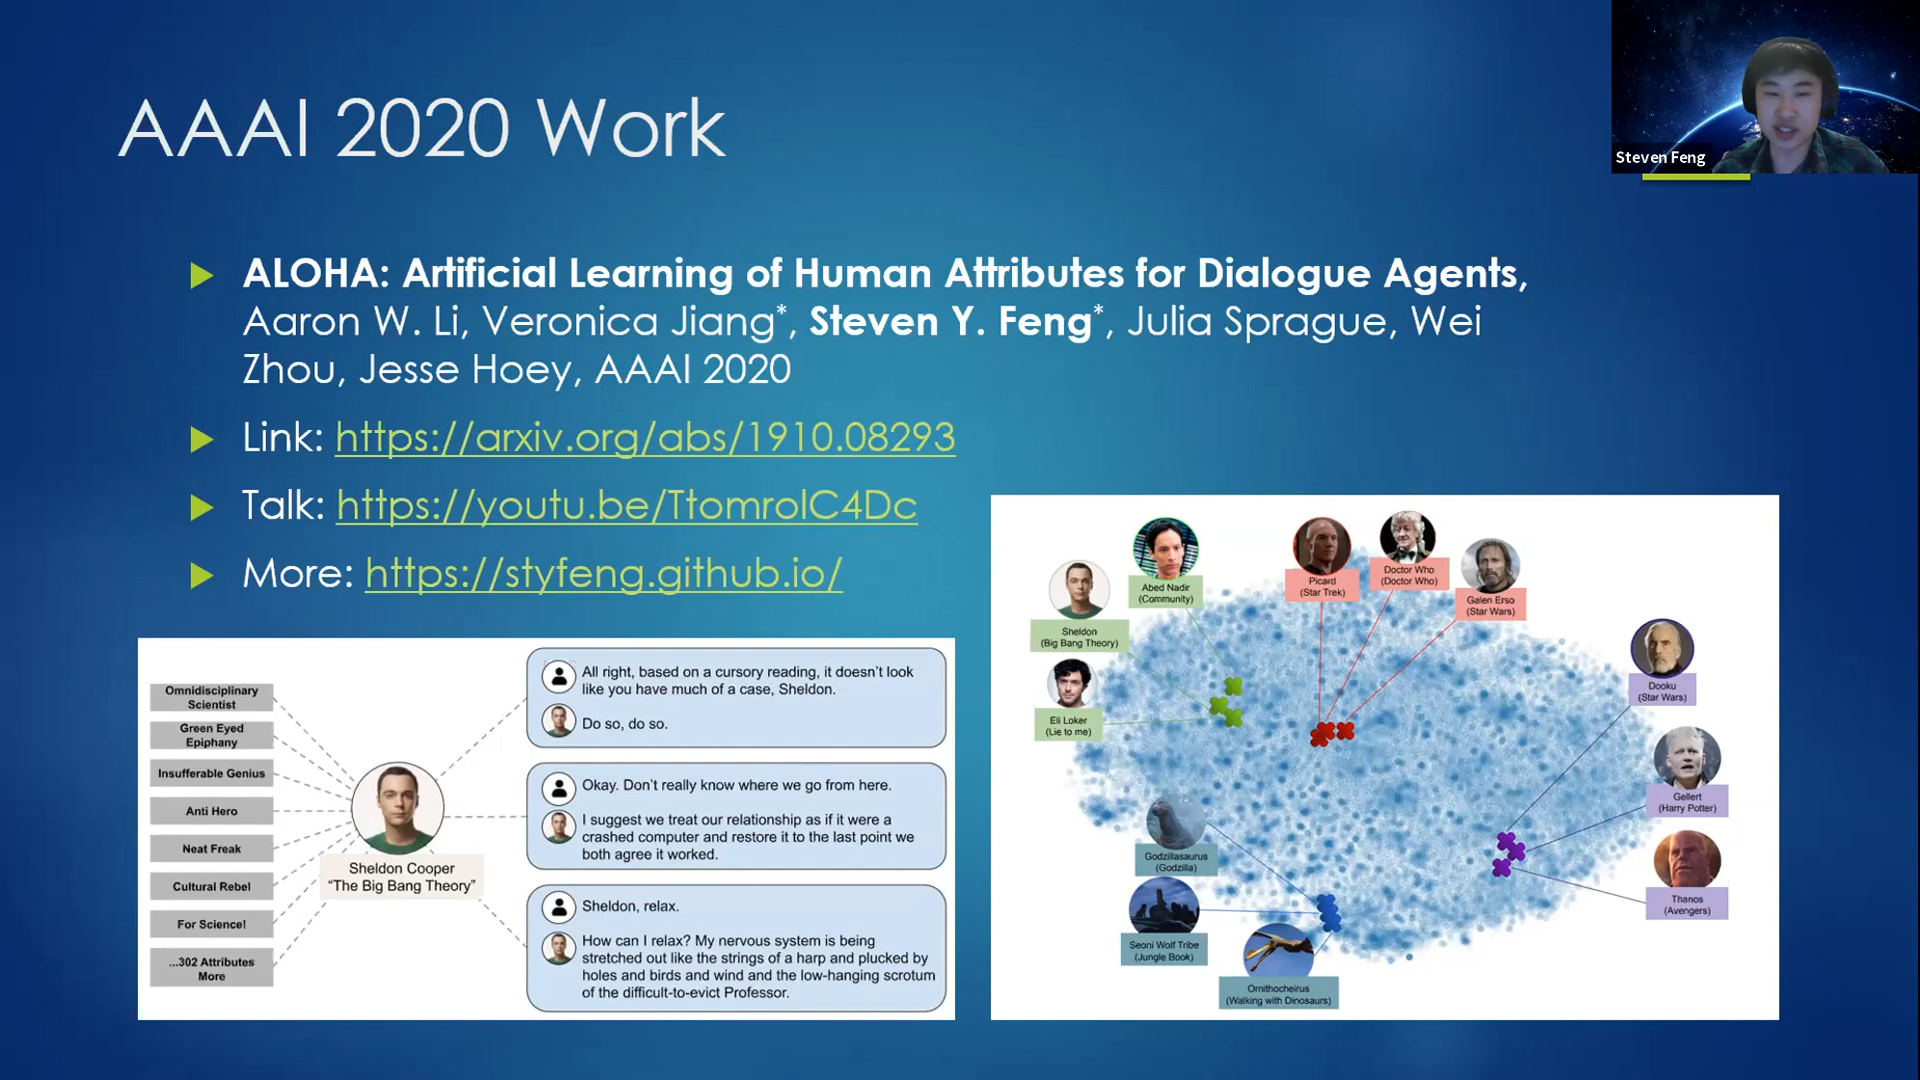 AAAI 2020 Work
Steven Feng
ALOHA: Artificial Learning of Human Attributes for Dialogue Agents,
Aaron W. Li, Veronica Jiang*, Steven Y. Feng*, Julia Sprague, Wei
Zhou, Jesse Hoey, AAAI 2020
Link: https://arxiv.org/abs/1910.08293
Talk: https://youtu.be/TtomrolC4Dc
More: https://styfeng.github.io/
Omnidisciplinary
Scientist
Green Eyed
Epiphany
Insufferable Genius
Anti Hero
Neat Freak
Cultural Rebel
For Science!
...302 Attributes
More
Sheldon Cooper
“The Big Bang Theory”
All right, based on a cursory reading, it doesn’t look
like you have much of a case, Sheldon.
Do so, do so.
Okay. Don’t really know where we go from here.
I suggest we treat our relationship as if it were a
crashed computer and restore it to the last point we
both agree it worked.
Sheldon, relax.
How can I relax? My nervous system is being
stretched out like the strings of a harp and plucked by
holes and birds and wind and the low-hanging scrotum
of the difficult-to-evict Professor.
Abed Nadir
(Community)
Sheldon
(Big Bang Theory)
Eli Loker
(Lie to me)
Picard
(Star Trek)
Doctor Who
(Doctor Who)
Galen Erso
(Star Wars)
Dooku
(Star Wars)
Gellert
(Harry Potter)
Thanos
(Avengers)
Godzillasaurus
(Godzilla)
Seoni Wolf Tribe
(Jungle Book)
Ornithocheirus
(Walking with Dinosaurs)